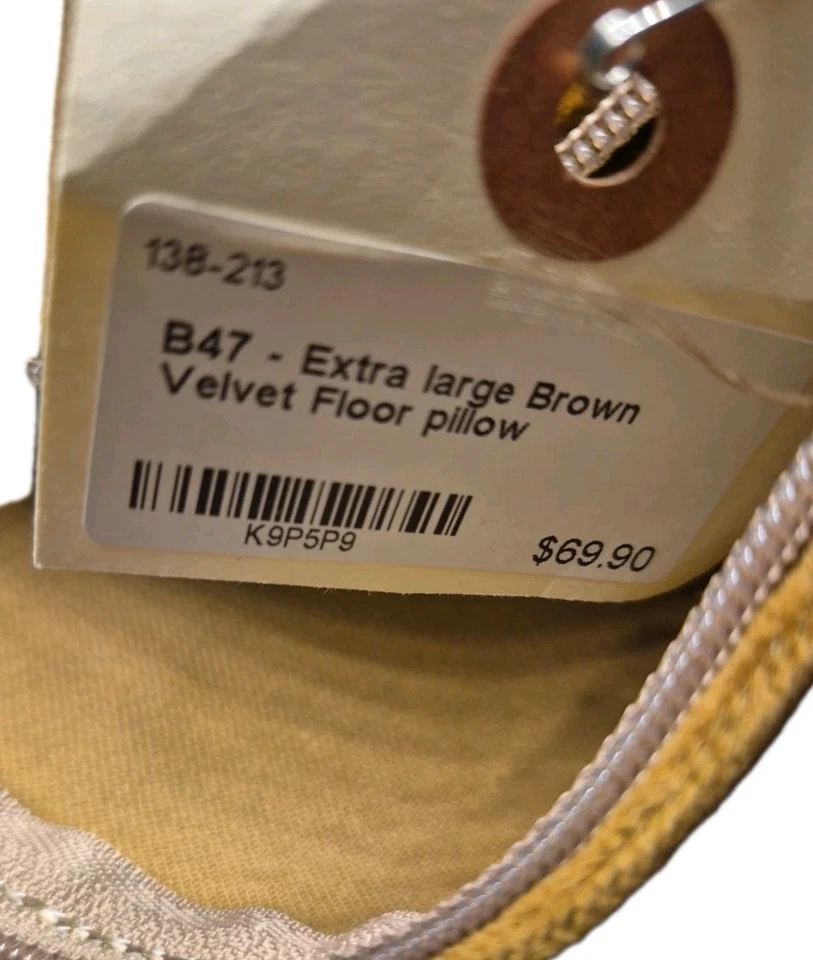 138-213
B47 - Extra large Brown
Velvet Floor pillow
K9P5P9
$69.90